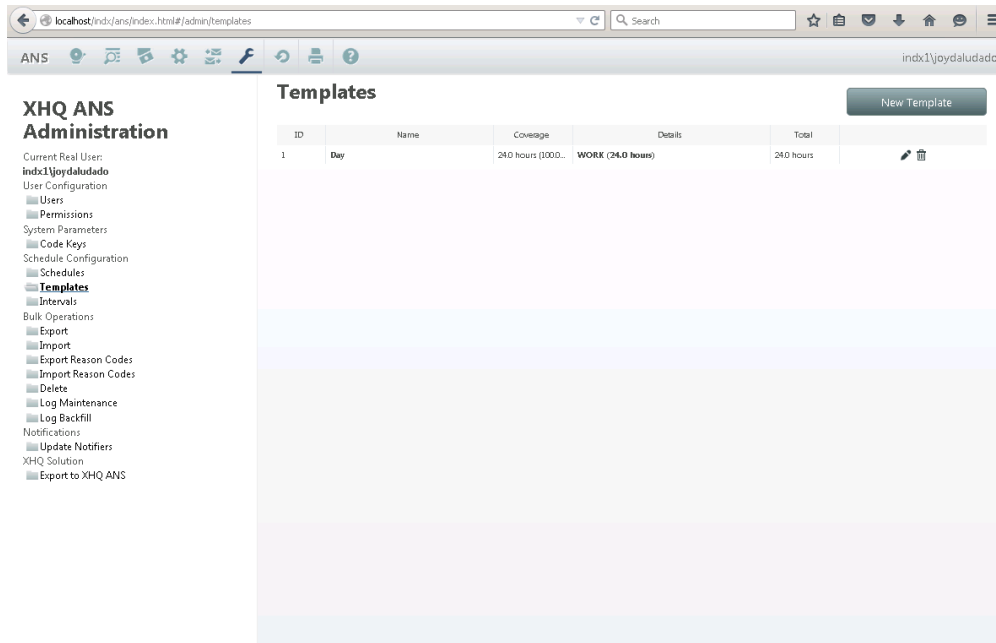 localhost/indx/ans/index.html#/admin/templates
Search
ANS
indx1\joydaludado
XHQ ANS
Administration
Current Real User:
indx1\joydaludado
User Configuration
Users
Permissions
System Parameters
Code Keys
Schedule Configuration
Schedules
Templates
Intervals
Bulk Operations
Export
Import
Export Reason Codes
Import Reason Codes
Delete
Log Maintenance
Log Backfill
Notifications
Update Notifiers
XHQ Solution
Export to XHQ ANS
Templates
New Template
ID Name Coverage Details Total
1 Day 24.0 hours (100.0... WORK (24.0 hours) 24.0 hours